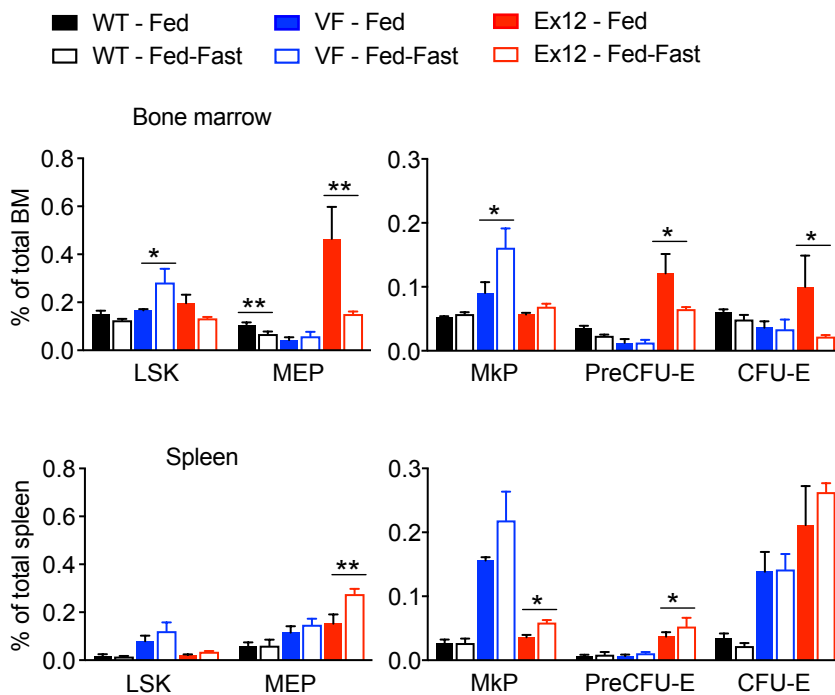 WT - Fed VF - Fed Ex12 - Fed
WT - Fed-Fast VF - Fed-Fast Ex12 - Fed-Fast
Bone marrow
% of total BM
0.8
0.6
0.4
0.2
0.0
*
**
**
LSK MEP
0.3
0.2
0.1
0.0
*
*
*
MkP PreCFU-E CFU-E
Spleen
% of total spleen
0.8
0.6
0.4
0.2
0.0
**
LSK MEP
0.3
0.2
0.1
0.0
*
*
MkP PreCFU-E CFU-E